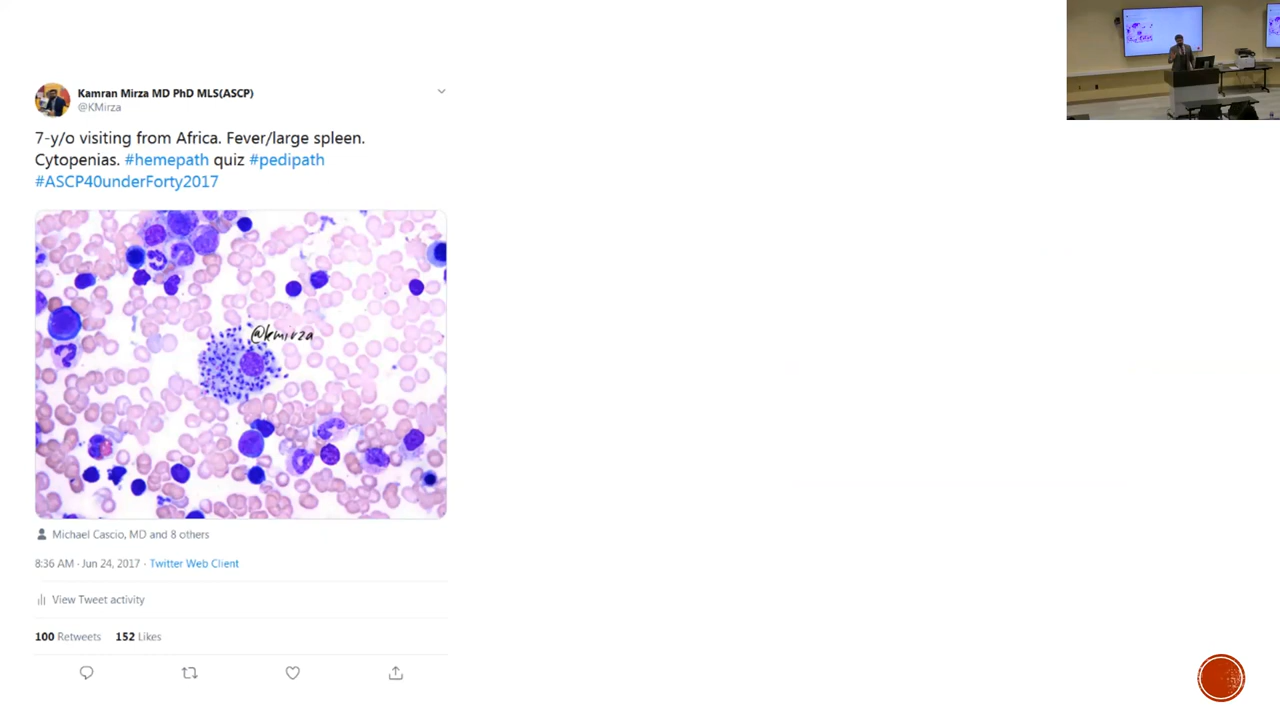 Kamran Mirza MD PhD MLS(ASCP)
@KMirza
7-y/o visiting from Africa. Fever/large spleen.
Cytopenias. #hemepath quiz #pedipath
#ASCP40underForty2017
@kmirza
Michael Cascio, MD and 8 others
8:36 AM · Jun 24, 2017 · Twitter Web Client
View Tweet activity
100 Retweets 152 Likes